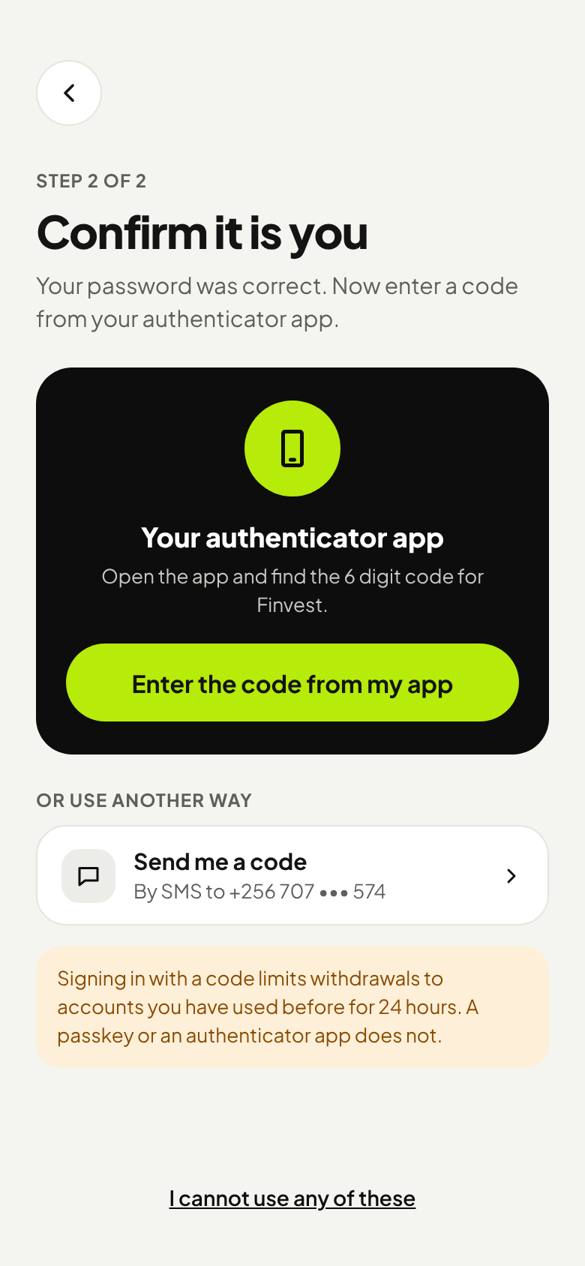 STEP 2 OF 2
Confirm it is you
Your password was correct. Now enter a code
from your authenticator app.
Your authenticator app
Open the app and find the 6 digit code for
Finvest.
Enter the code from my app
OR USE ANOTHER WAY
Send me a code
By SMS to +256 707 ••• 574
Signing in with a code limits withdrawals to
accounts you have used before for 24 hours. A
passkey or an authenticator app does not.
I cannot use any of these